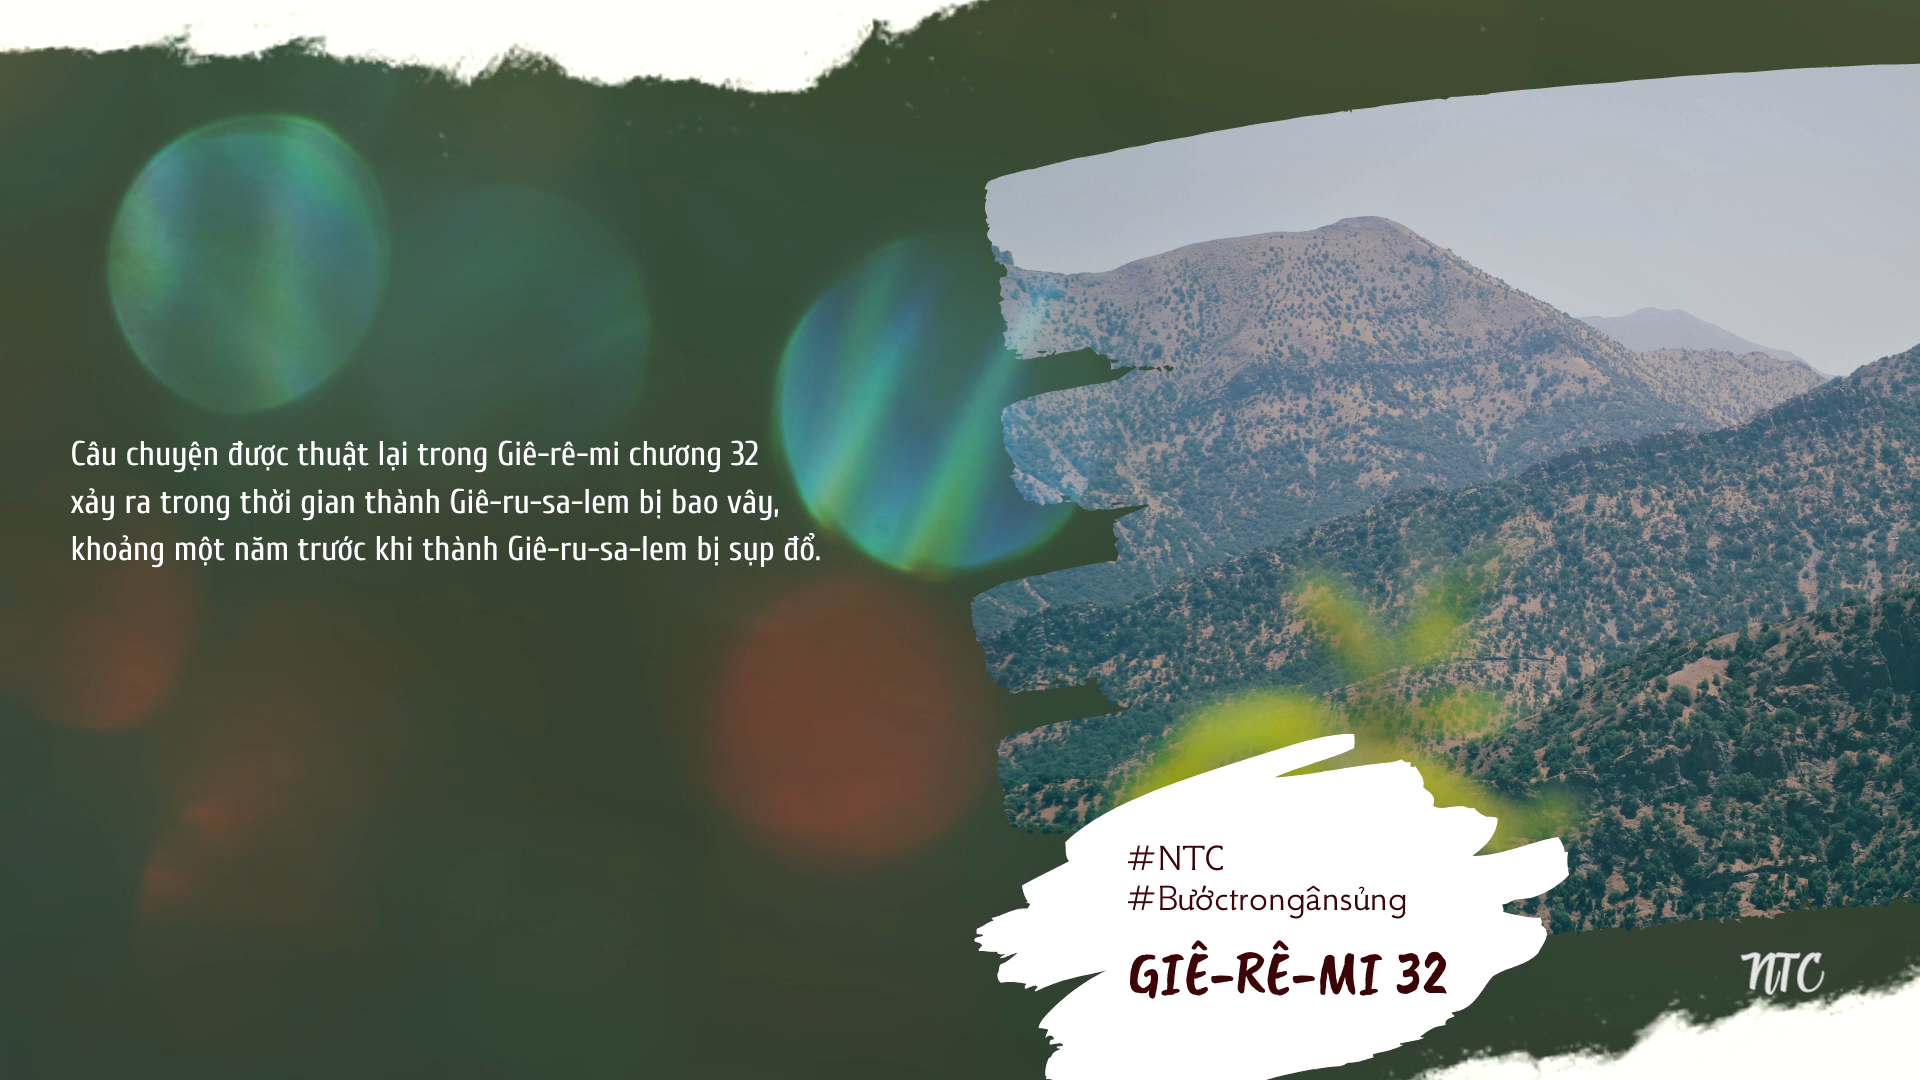 Câu chuyện được thuật lại trong Giê-rê-mi chương 32
xảy ra trong thời gian thành Giê-ru-sa-lem bị bao vây,
khoảng một năm trước khi thành Giê-ru-sa-lem bị sụp đổ.
#NTC
#Bướctrongânsủng
GIÊ-RÊ-MI 32
NTC